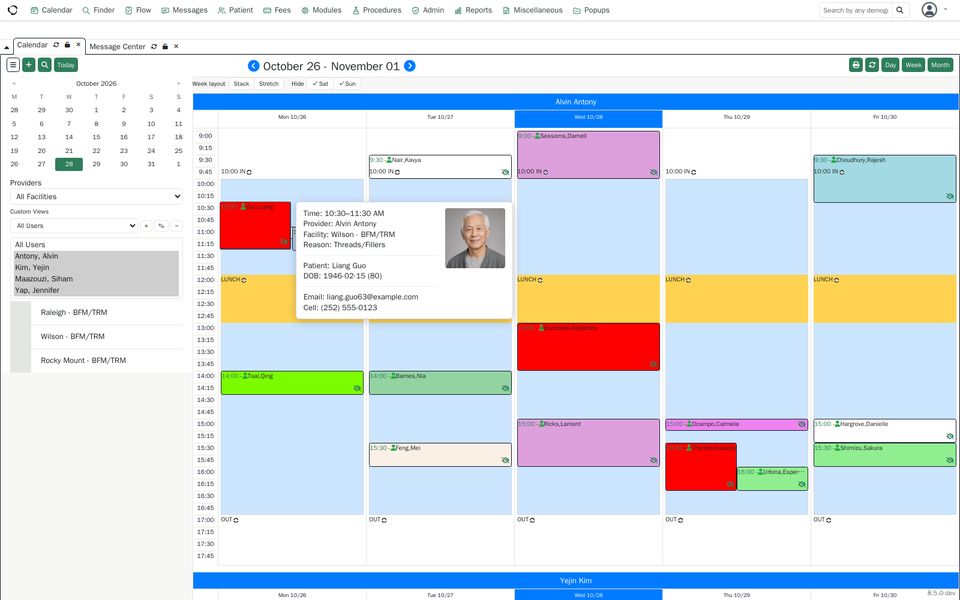 Calendar Finder Flow Messages Patient Fees Modules Procedures Admin Reports Miscellaneous Popups Search by any demog
Calendar Message Center
Today October 26 - November 01 Day Week Month
Week layout Stack Stretch Hide ✓ Sat ✓ Sun
< October 2026 >
M T W T F S S
28 29 30 1 2 3 4
5 6 7 8 9 10 11
12 13 14 15 16 17 18
19 20 21 22 23 24 25
26 27 28 29 30 31 1
Providers
All Facilities
Custom Views
All Users
All Users
Antony, Alvin
Kim, Yejin
Maazouzi, Siham
Yap, Jennifer
Raleigh - BFM/TRM
Wilson - BFM/TRM
Rocky Mount - BFM/TRM
Alvin Antony
Mon 10/26 Tue 10/27 Wed 10/28 Thu 10/29 Fri 10/30
9:00
9:15
9:30
9:45
10:00
10:15
10:30
10:45
11:00
11:15
11:30
11:45
12:00
12:15
12:30
12:45
13:00
13:15
13:30
13:45
14:00
14:15
14:30
14:45
15:00
15:15
15:30
15:45
16:00
16:15
16:30
16:45
17:00
17:15
17:30
17:45
10:00 IN
LUNCH
14:00 - Tsai,Qing
OUT
9:30 - Nair,Kavya
10:00 IN
14:00 - Barnes,Nia
15:30 - Feng,Mei
OUT
9:00 - Sessoms,Darnell
10:00 IN
LUNCH
15:00 - Ricks,Lamont
OUT
10:00 IN
LUNCH
15:00 - Ocampo,Carmela
16:00 - Urbina,Esper…
OUT
9:30 - Choudhury,Rajesh
10:00 IN
LUNCH
15:00 - Hargrove,Danielle
15:30 - Shimizu,Sakura
OUT
Time: 10:30–11:30 AM
Provider: Alvin Antony
Facility: Wilson - BFM/TRM
Reason: Threads/Fillers
Patient: Liang Guo
DOB: 1946-02-15 (80)
Email: liang.guo63@example.com
Cell: (252) 555-0123
Yejin Kim
Mon 10/26 Tue 10/27 Wed 10/28 Thu 10/29 Fri 10/30
8.5.0-dev